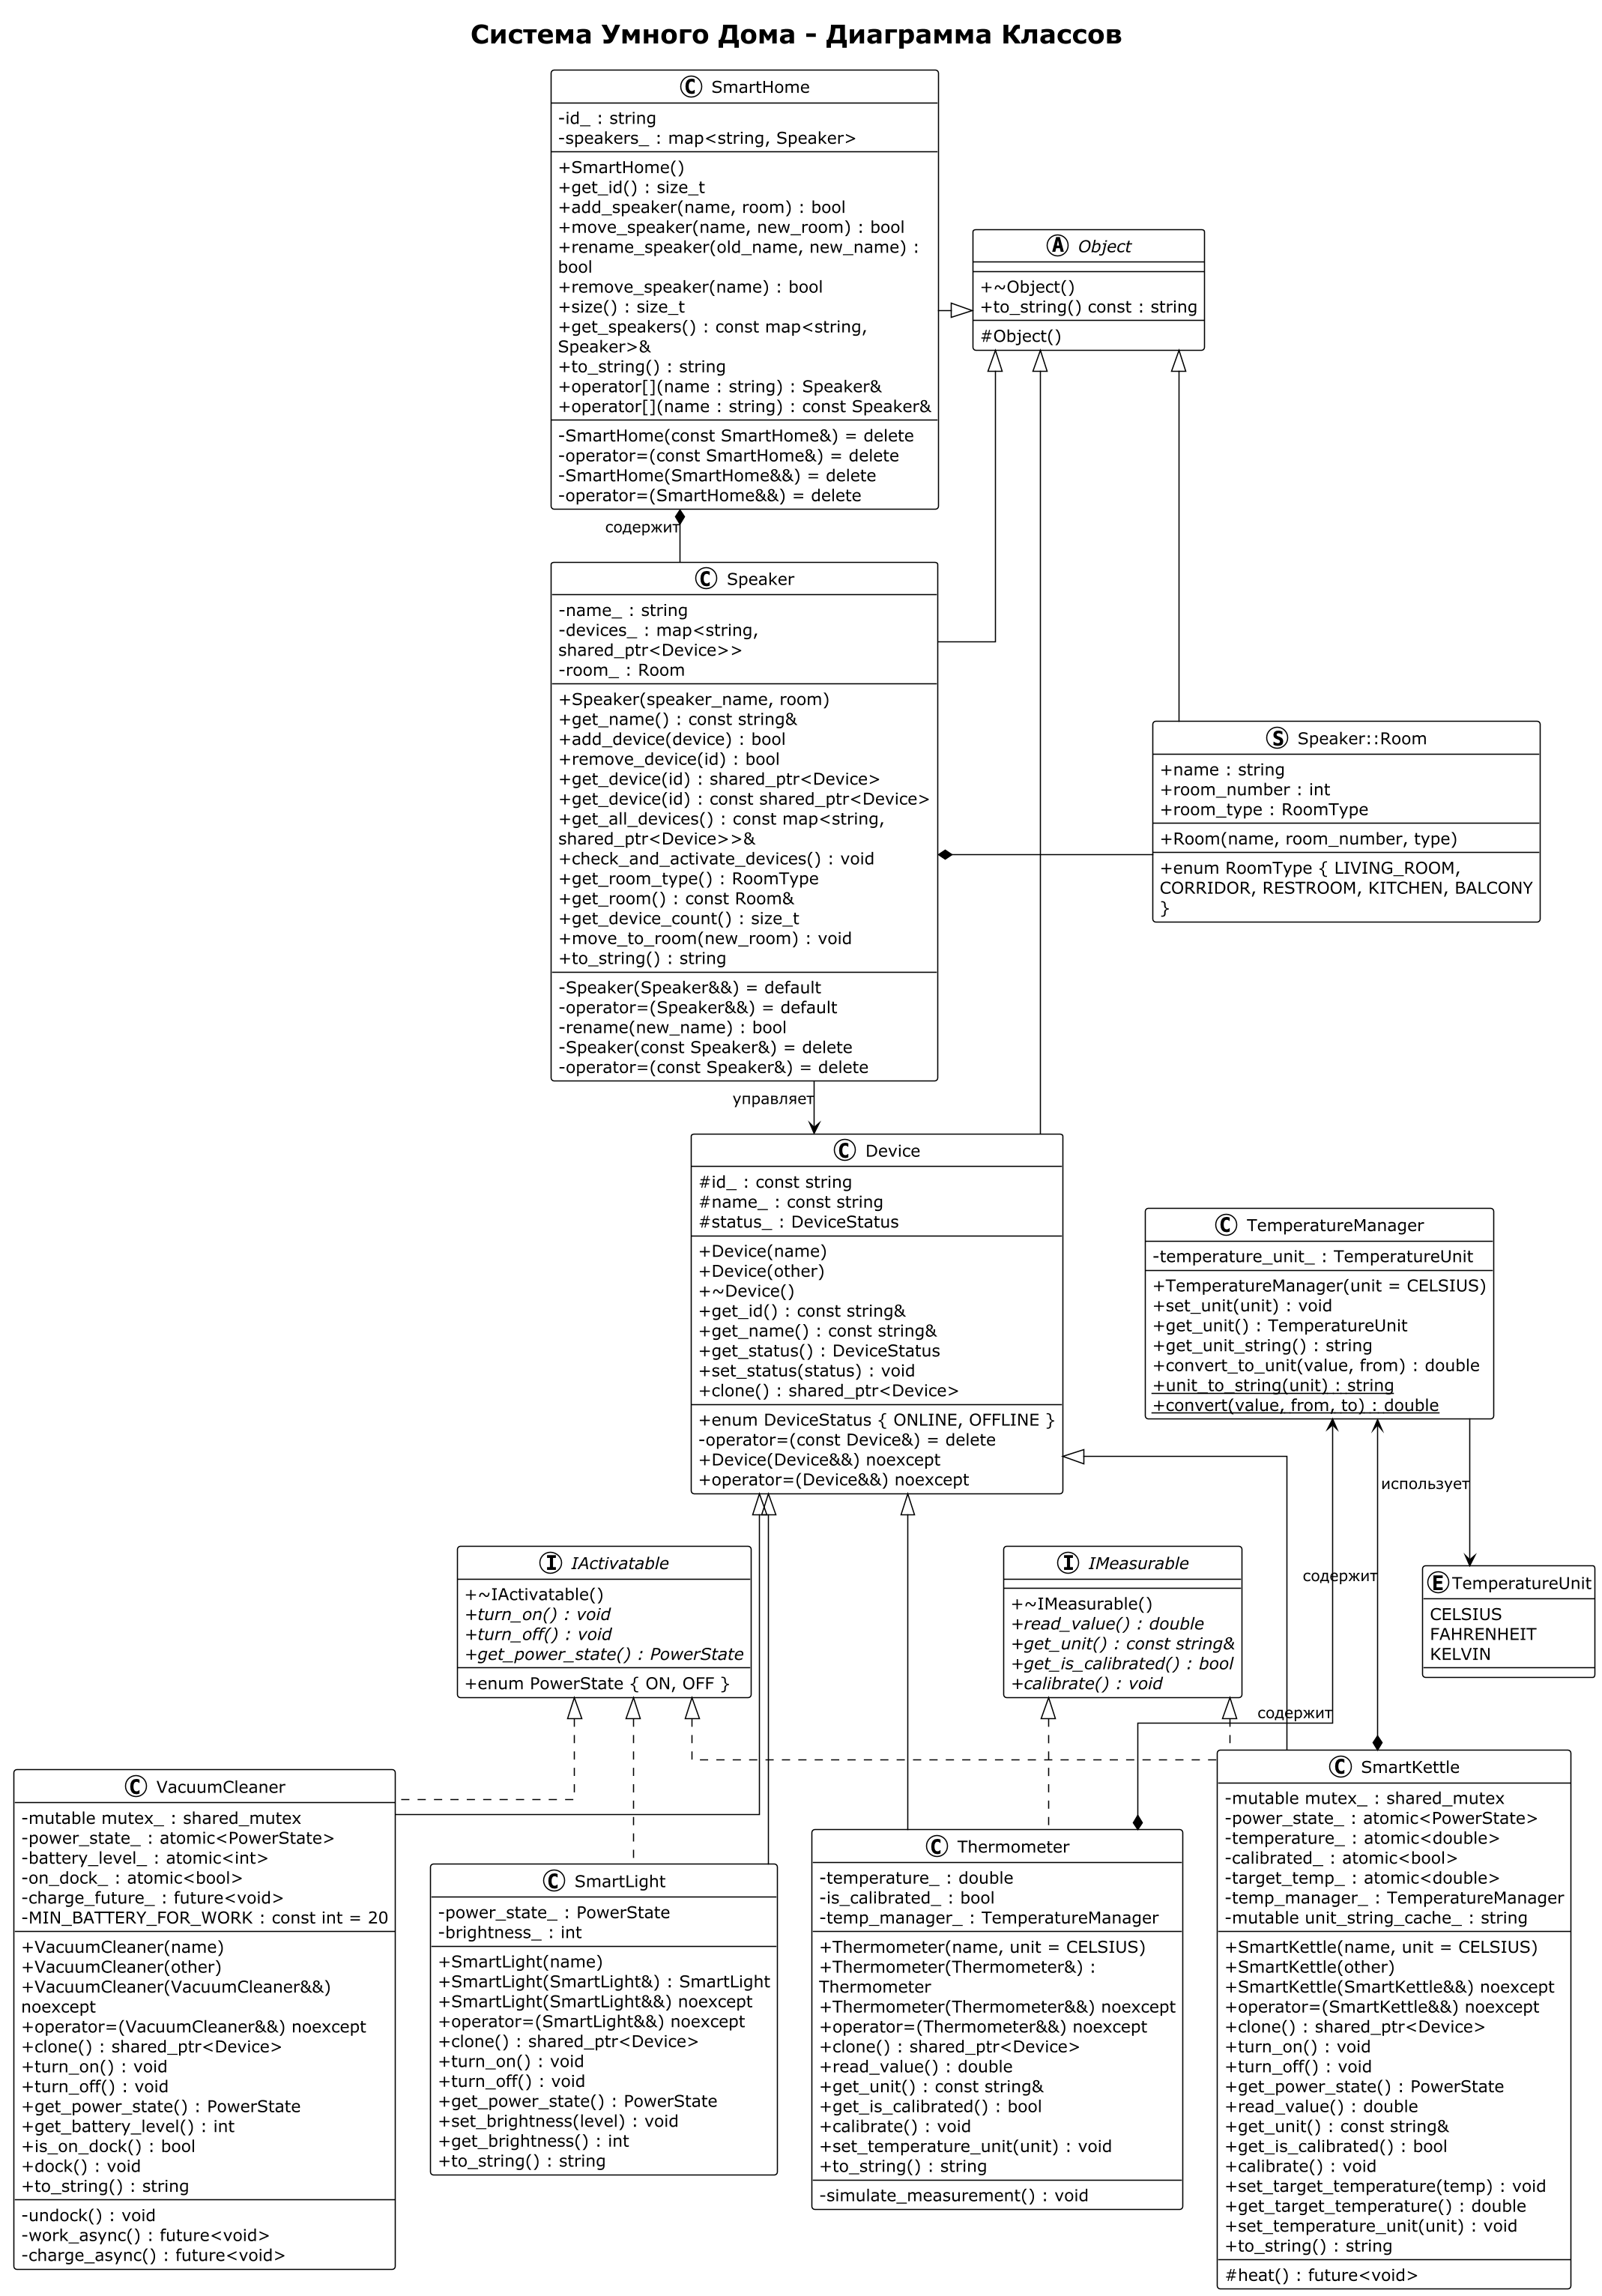 Система Умного Дома – Диаграмма Классов
C SmartHome
-id_ : string
-speakers_ : map<string, Speaker>
+SmartHome()
+get_id() : size_t
+add_speaker(name, room) : bool
+move_speaker(name, new_room) : bool
+rename_speaker(old_name, new_name) :
bool
+remove_speaker(name) : bool
+size() : size_t
+get_speakers() : const map<string,
Speaker>&
+to_string() : string
+operator[](name : string) : Speaker&
+operator[](name : string) : const Speaker&
-SmartHome(const SmartHome&) = delete
-operator=(const SmartHome&) = delete
-SmartHome(SmartHome&&) = delete
-operator=(SmartHome&&) = delete
A Object
+~Object()
+to_string() const : string
#Object()
содержит
C Speaker
-name_ : string
-devices_ : map<string,
shared_ptr<Device>>
-room_ : Room
+Speaker(speaker_name, room)
+get_name() : const string&
+add_device(device) : bool
+remove_device(id) : bool
+get_device(id) : shared_ptr<Device>
+get_device(id) : const shared_ptr<Device>
+get_all_devices() : const map<string,
shared_ptr<Device>>&
+check_and_activate_devices() : void
+get_room_type() : RoomType
+get_room() : const Room&
+get_device_count() : size_t
+move_to_room(new_room) : void
+to_string() : string
-Speaker(Speaker&&) = default
-operator=(Speaker&&) = default
-rename(new_name) : bool
-Speaker(const Speaker&) = delete
-operator=(const Speaker&) = delete
S Speaker::Room
+name : string
+room_number : int
+room_type : RoomType
+Room(name, room_number, type)
+enum RoomType { LIVING_ROOM,
CORRIDOR, RESTROOM, KITCHEN, BALCONY
}
управляет
C Device
#id_ : const string
#name_ : const string
#status_ : DeviceStatus
+Device(name)
+Device(other)
+~Device()
+get_id() : const string&
+get_name() : const string&
+get_status() : DeviceStatus
+set_status(status) : void
+clone() : shared_ptr<Device>
+enum DeviceStatus { ONLINE, OFFLINE }
-operator=(const Device&) = delete
+Device(Device&&) noexcept
+operator=(Device&&) noexcept
C TemperatureManager
-temperature_unit_ : TemperatureUnit
+TemperatureManager(unit = CELSIUS)
+set_unit(unit) : void
+get_unit() : TemperatureUnit
+get_unit_string() : string
+convert_to_unit(value, from) : double
+unit_to_string(unit) : string
+convert(value, from, to) : double
использует
содержит
содержит
I IActivatable
+~IActivatable()
+turn_on() : void
+turn_off() : void
+get_power_state() : PowerState
+enum PowerState { ON, OFF }
I IMeasurable
+~IMeasurable()
+read_value() : double
+get_unit() : const string&
+get_is_calibrated() : bool
+calibrate() : void
E TemperatureUnit
CELSIUS
FAHRENHEIT
KELVIN
C VacuumCleaner
-mutable mutex_ : shared_mutex
-power_state_ : atomic<PowerState>
-battery_level_ : atomic<int>
-on_dock_ : atomic<bool>
-charge_future_ : future<void>
-MIN_BATTERY_FOR_WORK : const int = 20
+VacuumCleaner(name)
+VacuumCleaner(other)
+VacuumCleaner(VacuumCleaner&&)
noexcept
+operator=(VacuumCleaner&&) noexcept
+clone() : shared_ptr<Device>
+turn_on() : void
+turn_off() : void
+get_power_state() : PowerState
+get_battery_level() : int
+is_on_dock() : bool
+dock() : void
+to_string() : string
-undock() : void
-work_async() : future<void>
-charge_async() : future<void>
C SmartLight
-power_state_ : PowerState
-brightness_ : int
+SmartLight(name)
+SmartLight(SmartLight&) : SmartLight
+SmartLight(SmartLight&&) noexcept
+operator=(SmartLight&&) noexcept
+clone() : shared_ptr<Device>
+turn_on() : void
+turn_off() : void
+get_power_state() : PowerState
+set_brightness(level) : void
+get_brightness() : int
+to_string() : string
C Thermometer
-temperature_ : double
-is_calibrated_ : bool
-temp_manager_ : TemperatureManager
+Thermometer(name, unit = CELSIUS)
+Thermometer(Thermometer&) :
Thermometer
+Thermometer(Thermometer&&) noexcept
+operator=(Thermometer&&) noexcept
+clone() : shared_ptr<Device>
+read_value() : double
+get_unit() : const string&
+get_is_calibrated() : bool
+calibrate() : void
+set_temperature_unit(unit) : void
+to_string() : string
-simulate_measurement() : void
C SmartKettle
-mutable mutex_ : shared_mutex
-power_state_ : atomic<PowerState>
-temperature_ : atomic<double>
-calibrated_ : atomic<bool>
-target_temp_ : atomic<double>
-temp_manager_ : TemperatureManager
-mutable unit_string_cache_ : string
+SmartKettle(name, unit = CELSIUS)
+SmartKettle(other)
+SmartKettle(SmartKettle&&) noexcept
+operator=(SmartKettle&&) noexcept
+clone() : shared_ptr<Device>
+turn_on() : void
+turn_off() : void
+get_power_state() : PowerState
+read_value() : double
+get_unit() : const string&
+get_is_calibrated() : bool
+calibrate() : void
+set_target_temperature(temp) : void
+get_target_temperature() : double
+set_temperature_unit(unit) : void
+to_string() : string
#heat() : future<void>